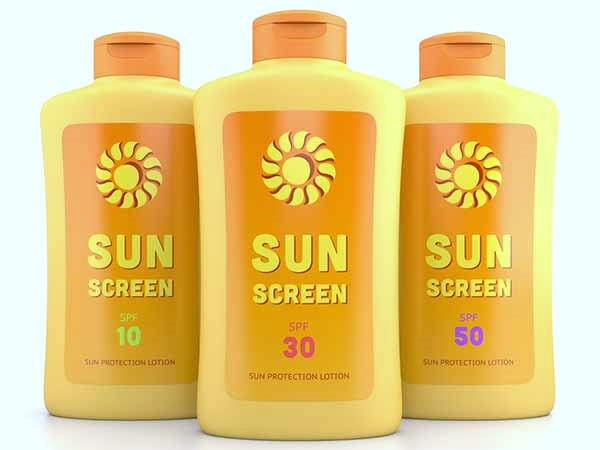 SUN
SCREEN
SPF
10
SUN PROTECTION LOTION
SUN
SCREEN
SPF
30
SUN PROTECTION LOTION
SUN
SCREEN
SPF
50
SUN PROTECTION LOTION